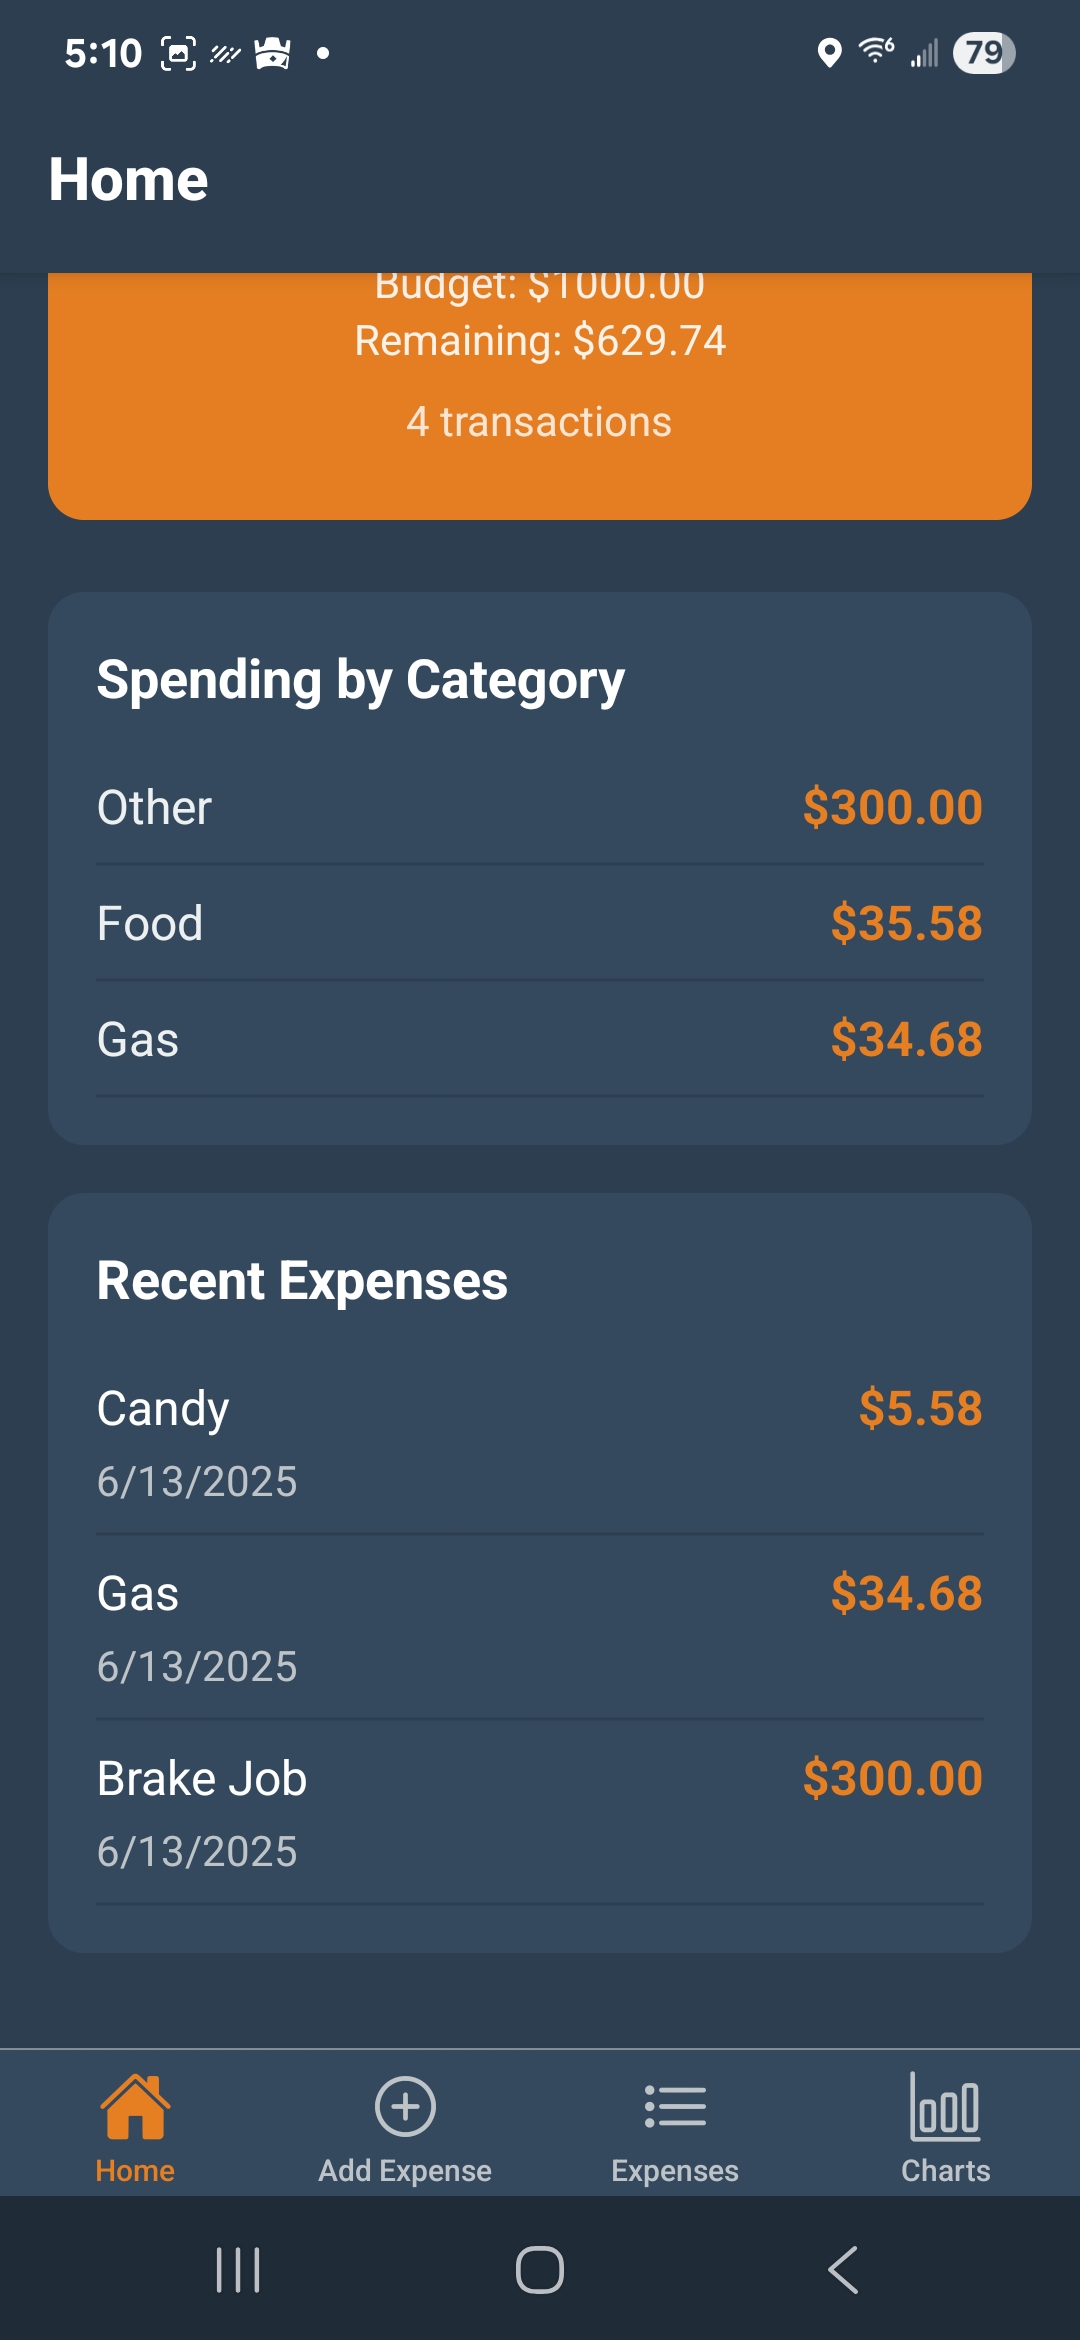 5:10
79
Home
Budget: $1000.00
Remaining: $629.74
4 transactions
Spending by Category
Other $300.00
Food $35.58
Gas $34.68
Recent Expenses
Candy $5.58
6/13/2025
Gas $34.68
6/13/2025
Brake Job $300.00
6/13/2025
Home Add Expense Expenses Charts